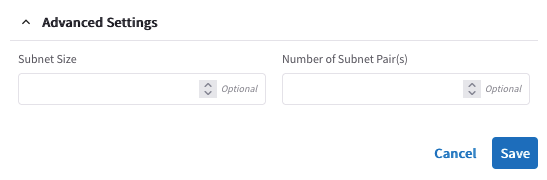 Advanced Settings
Subnet Size
Number of Subnet Pair(s)
Optional
Optional
Cancel
Save